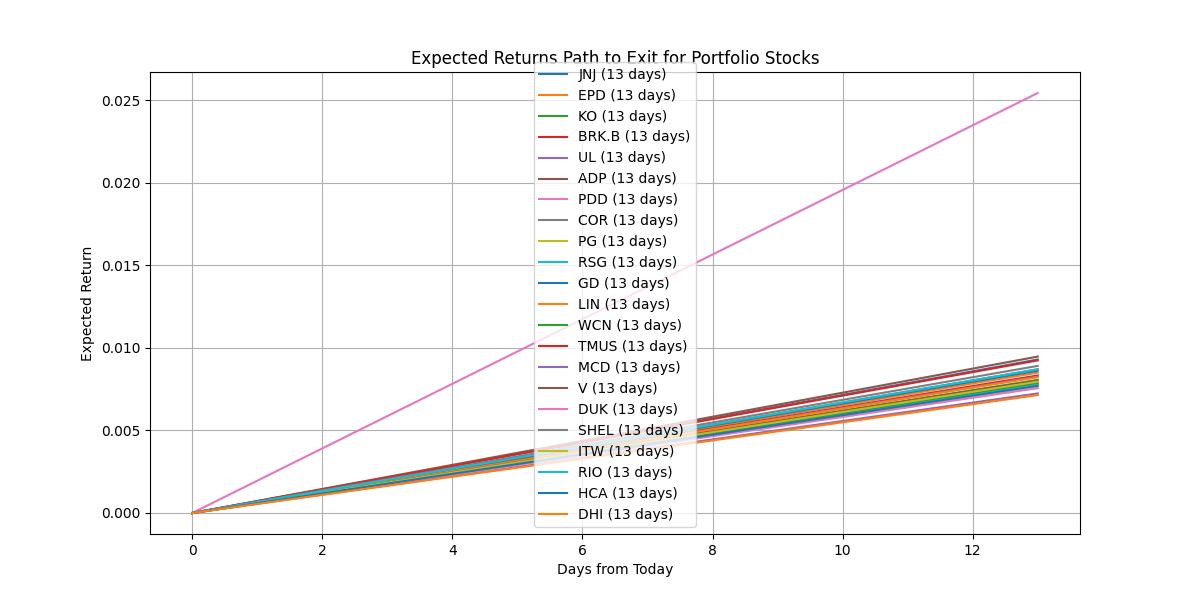 Expected Returns Path to Exit for Portfolio Stocks
JNJ (13 days)
EPD (13 days)
KO (13 days)
BRK.B (13 days)
UL (13 days)
ADP (13 days)
PDD (13 days)
COR (13 days)
PG (13 days)
RSG (13 days)
GD (13 days)
LIN (13 days)
WCN (13 days)
TMUS (13 days)
MCD (13 days)
V (13 days)
DUK (13 days)
SHEL (13 days)
ITW (13 days)
RIO (13 days)
HCA (13 days)
DHI (13 days)
Expected Return
0.025
0.020
0.015
0.010
0.005
0.000
0 2 4 6 8 10 12
Days from Today